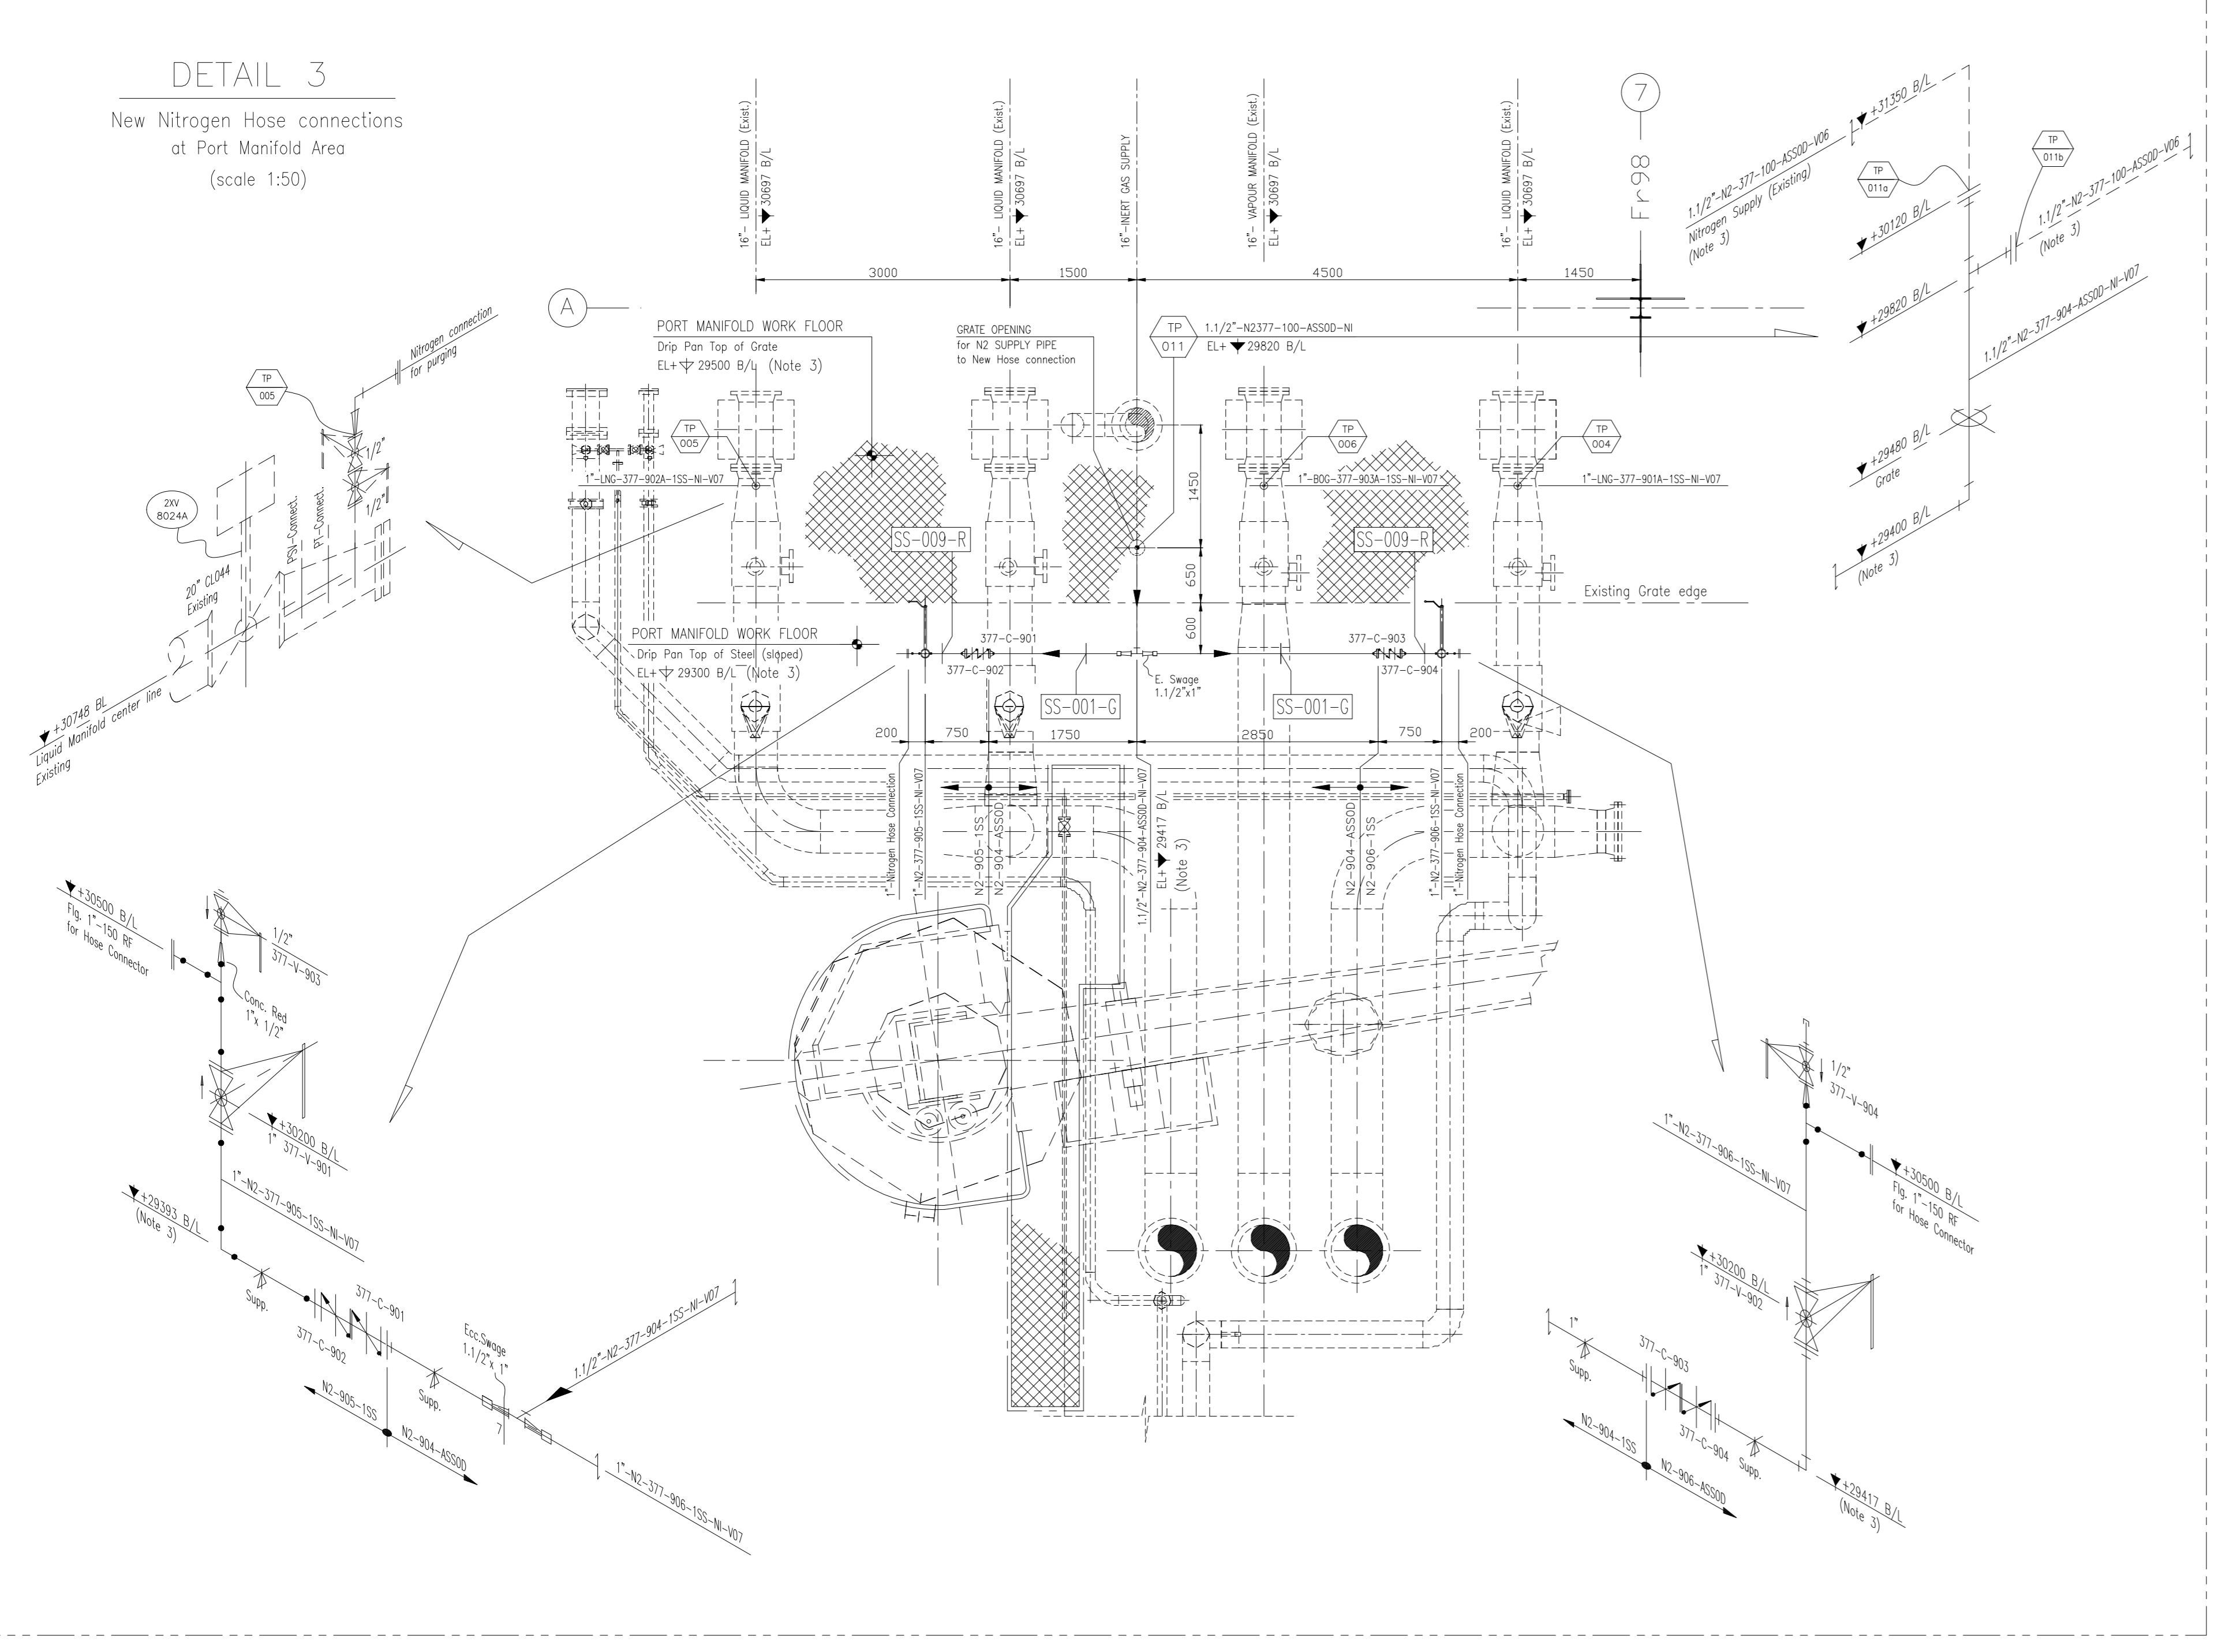 DETAIL 3
New Nitrogen Hose connections
at Port Manifold Area
(scale 1:50)
16"- LIQUID MANIFOLD (Exist.)
EL+ 30697 B/L
16"- LIQUID MANIFOLD (Exist.)
EL+ 30697 B/L
16"-INERT GAS SUPPLY
16"- VAPOUR MANIFOLD (Exist.)
EL+ 30697 B/L
16"- LIQUID MANIFOLD (Exist.)
EL+ 30697 B/L
7
Fr98
3000
1500
4500
1450
A
PORT MANIFOLD WORK FLOOR
Drip Pan Top of Grate
EL+ 29500 B/L (Note 3)
GRATE OPENING
for N2 SUPPLY PIPE
to New Hose connection
TP
011
1.1/2"-N2377-100-ASS0D-NI
EL+ 29820 B/L
1.1/2"-N2-377-100-ASS0D-V06
Nitrogen Supply (Existing)
(Note 3)
+31350 B/L
TP
011a
TP
011b
1.1/2"-N2-377-100-ASS0D-V06
(Note 3)
+30120 B/L
+29820 B/L
1.1/2"-N2-377-904-ASS0D-NI-V07
+29480 B/L
Grate
+29400 B/L
(Note 3)
Nitrogen connection
for purging
TP
005
1/2"
1/2"
2XV
8024A
PSV-Connect.
PT-Connect.
20" CL044
Existing
+30748 BL
Liquid Manifold center line
Existing
TP
005
1"-LNG-377-902A-1SS-NI-V07
TP
006
1"-BOG-377-903A-1SS-NI-V07
TP
004
1"-LNG-377-901A-1SS-NI-V07
1450
650
600
SS-009-R
SS-009-R
Existing Grate edge
PORT MANIFOLD WORK FLOOR
Drip Pan Top of Steel (sloped)
EL+ 29300 B/L (Note 3)
377-C-901
377-C-902
377-C-903
377-C-904
E. Swage
1.1/2"x1"
SS-001-G
SS-001-G
200
750
1750
2850
750
200
1"-Nitrogen Hose Connection
1"-N2-377-905-1SS-NI-V07
N2-905-1SS
N2-904-ASS0D
1.1/2"-N2-377-904-ASS0D-NI-V07
EL+ 29417 B/L
(Note 3)
N2-904-ASS0D
N2-906-1SS
1"-N2-377-906-1SS-NI-V07
1"-Nitrogen Hose Connection
+30500 B/L
Flg. 1"-150 RF
for Hose Connector
1/2"
377-V-903
Conc. Red
1"x 1/2"
+30200 B/L
1" 377-V-901
1"-N2-377-905-1SS-NI-V07
+29393 B/L
(Note 3)
Supp.
377-C-901
377-C-902
Supp.
N2-905-1SS
N2-904-ASS0D
Ecc.Swage
1.1/2"x 1"
7
1.1/2"-N2-377-904-1SS-NI-V07
1"-N2-377-906-1SS-NI-V07
1/2"
377-V-904
1"-N2-377-906-1SS-NI-V07
+30500 B/L
Flg. 1"-150 RF
for Hose Connector
+30200 B/L
1" 377-V-902
1"
Supp.
377-C-903
377-C-904
Supp.
N2-904-1SS
N2-906-ASS0D
+29417 B/L
(Note 3)